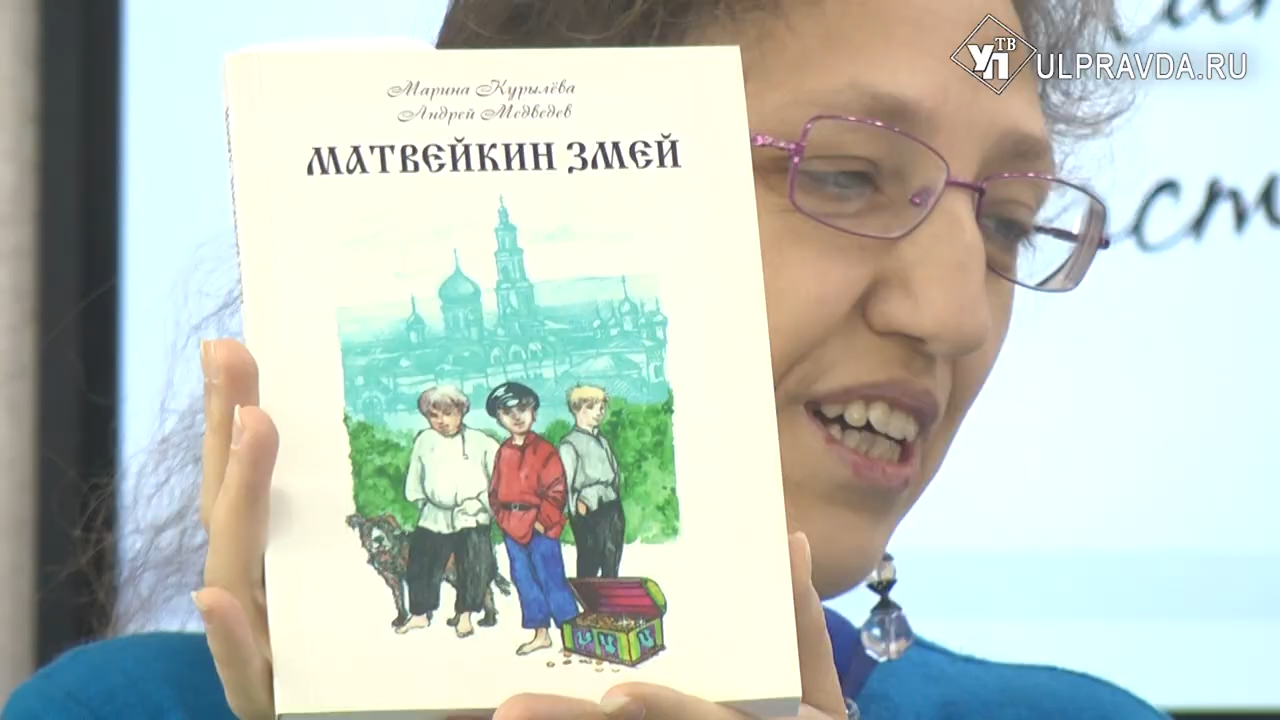 Марина Курылёва
Андрей Медведев
МАТВЕЙКИН ЗМЕЙ
УП ТВ
ULPRAVDA.RU